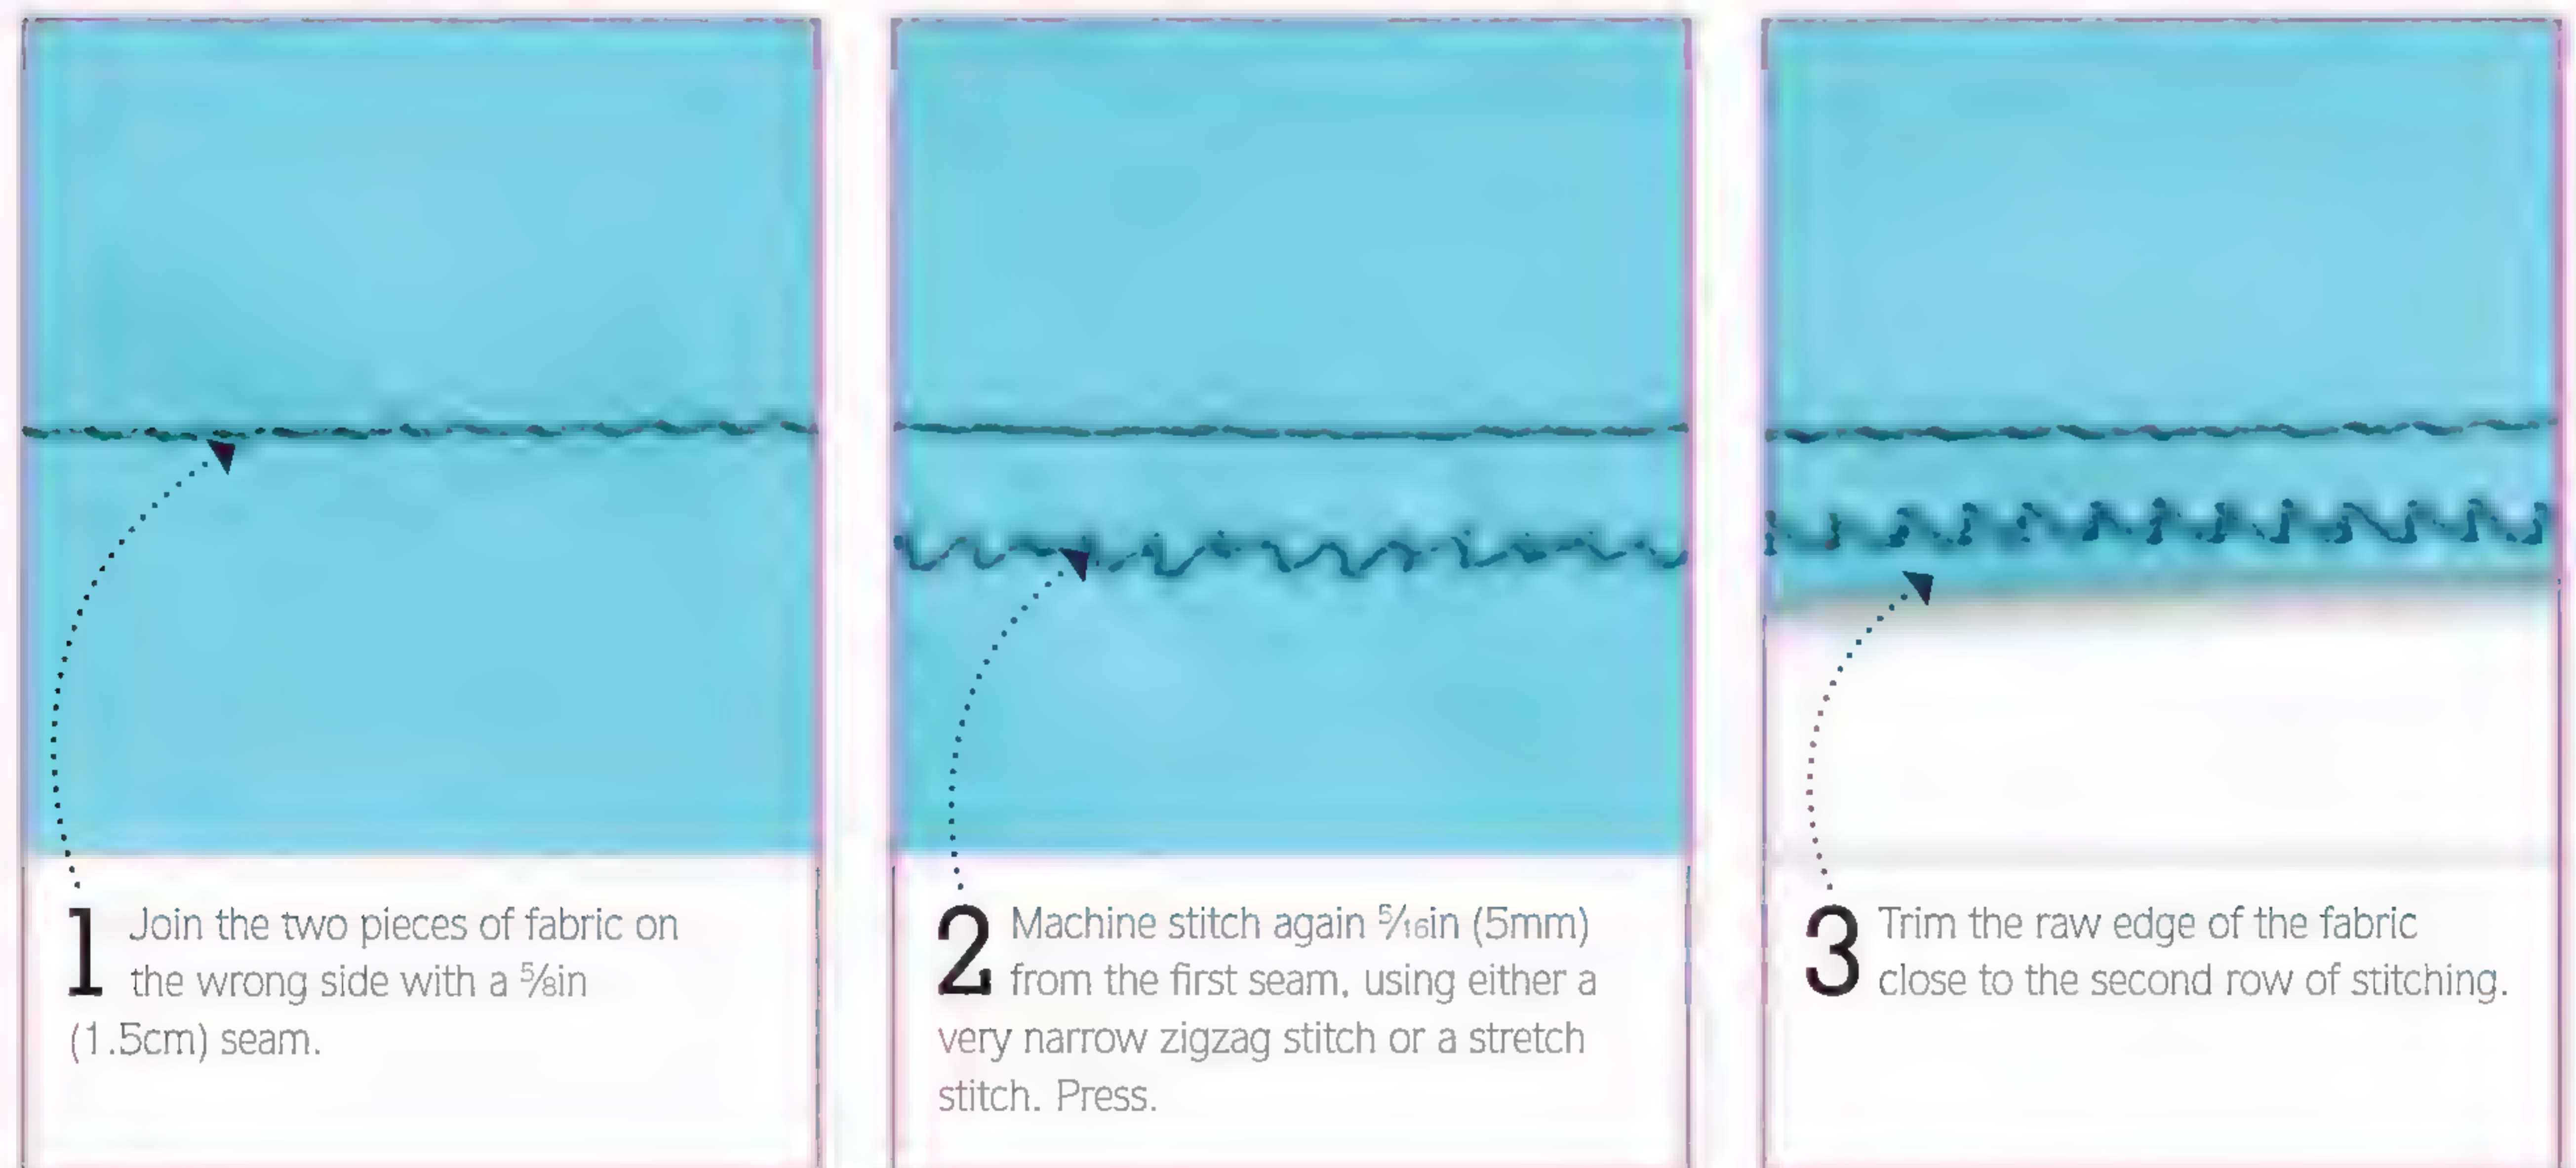 1 Join the two pieces of fabric on
the wrong side with a ⅝in
(1.5cm) seam.
2 Machine stitch again 5⁄16in (5mm)
from the first seam, using either a
very narrow zigzag stitch or a stretch
stitch. Press.
3 Trim the raw edge of the fabric
close to the second row of stitching.